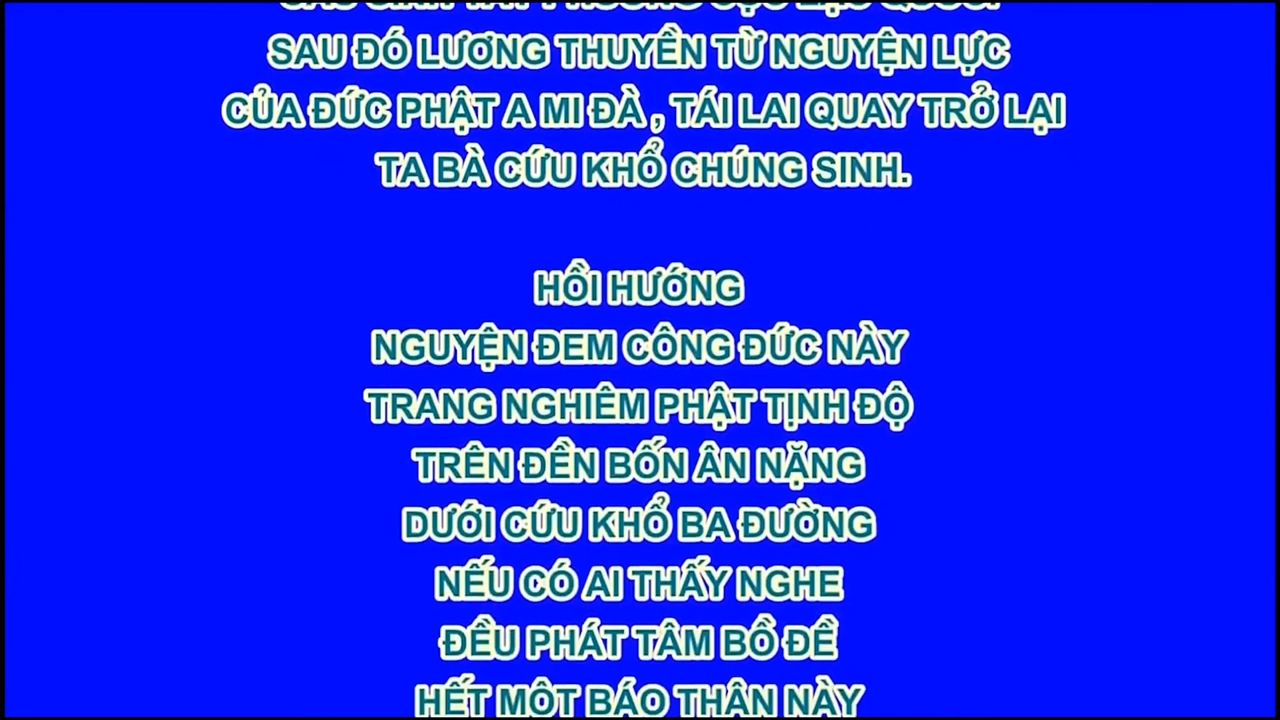 SAU ĐÓ LƯƠNG THUYỀN TỪ NGUYỆN LỰC
CỦA ĐỨC PHẬT A MI ĐÀ , TÁI LAI QUAY TRỞ LẠI
TA BÀ CỨU KHỔ CHÚNG SINH.
HỒI HƯỚNG
NGUYỆN ĐEM CÔNG ĐỨC NÀY
TRANG NGHIÊM PHẬT TỊNH ĐỘ
TRÊN ĐỀN BỐN ÂN NẶNG
DƯỚI CỨU KHỔ BA ĐƯỜNG
NẾU CÓ AI THẤY NGHE
ĐỀU PHÁT TÂM BỒ ĐỀ
HẾT MỘT BÁO THÂN NÀY